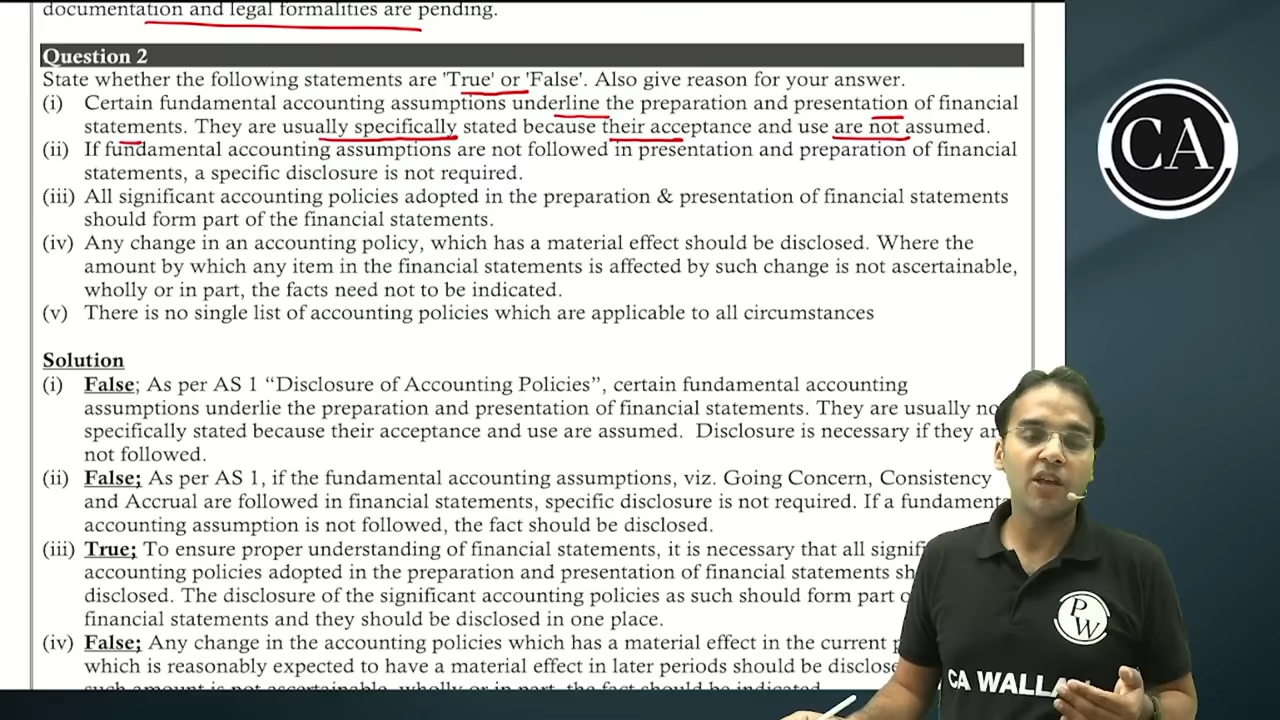 documentation and legal formalities are pending.
Question 2
State whether the following statements are 'True' or 'False'. Also give reason for your answer.
(i) Certain fundamental accounting assumptions underline the preparation and presentation of financial
statements. They are usually specifically stated because their acceptance and use are not assumed.
(ii) If fundamental accounting assumptions are not followed in presentation and preparation of financial
statements, a specific disclosure is not required.
(iii) All significant accounting policies adopted in the preparation & presentation of financial statements
should form part of the financial statements.
(iv) Any change in an accounting policy, which has a material effect should be disclosed. Where the
amount by which any item in the financial statements is affected by such change is not ascertainable,
wholly or in part, the facts need not to be indicated.
(v) There is no single list of accounting policies which are applicable to all circumstances
Solution
(i) False; As per AS 1 “Disclosure of Accounting Policies”, certain fundamental accounting
assumptions underlie the preparation and presentation of financial statements. They are usually
specifically stated because their acceptance and use are assumed. Disclosure is necessary if they
not followed.
(ii) False; As per AS 1, if the fundamental accounting assumptions, viz. Going Concern, Consistency
and Accrual are followed in financial statements, specific disclosure is not required. If a
accounting assumption is not followed, the fact should be disclosed.
(iii) True; To ensure proper understanding of financial statements, it is necessary that all
accounting policies adopted in the preparation and presentation of financial statements
disclosed. The disclosure of the significant accounting policies as such should form part
financial statements and they should be disclosed in one place.
(iv) False; Any change in the accounting policies which has a material effect in the current
which is reasonably expected to have a material effect in later periods should be
such amount is not ascertainable, wholly or in part, the fact should be indicated.
CA
P
W
CA